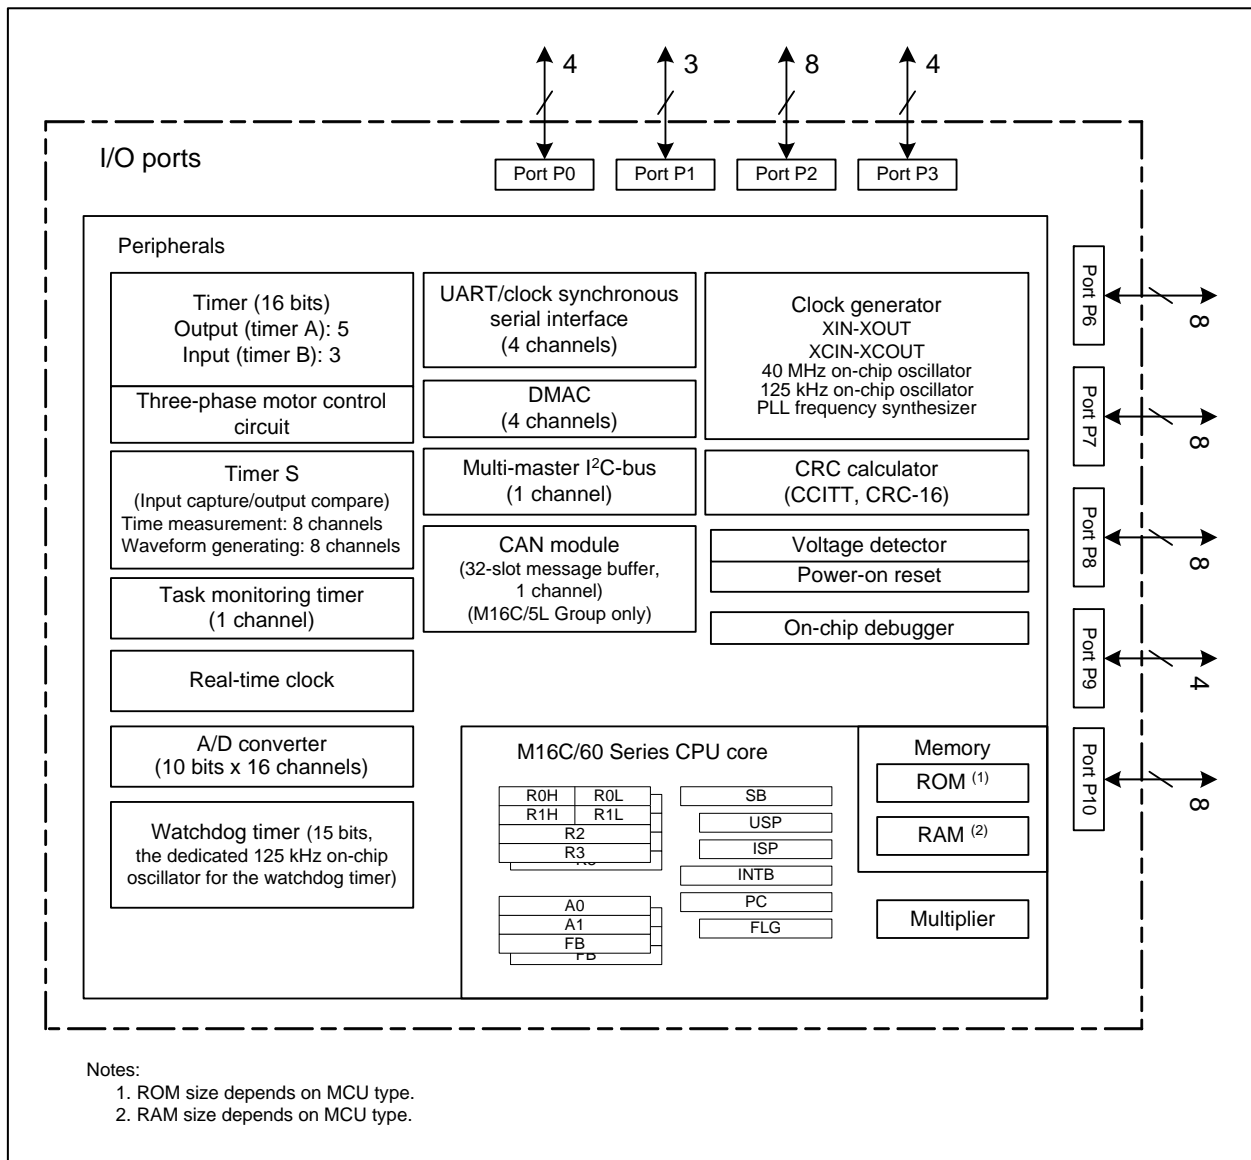 4
3
8
4
I/O ports
Port P0
Port P1
Port P2
Port P3
Peripherals
Timer (16 bits)
Output (timer A): 5
Input (timer B): 3
Three-phase motor control
circuit
Timer S
(Input capture/output compare)
Time measurement: 8 channels
Waveform generating: 8 channels
Task monitoring timer
(1 channel)
Real-time clock
A/D converter
(10 bits x 16 channels)
Watchdog timer (15 bits,
the dedicated 125 kHz on-chip
oscillator for the watchdog timer)
UART/clock synchronous
serial interface
(4 channels)
DMAC
(4 channels)
Multi-master I²C-bus
(1 channel)
CAN module
(32-slot message buffer,
1 channel)
(M16C/5L Group only)
Clock generator
XIN-XOUT
XCIN-XCOUT
40 MHz on-chip oscillator
125 kHz on-chip oscillator
PLL frequency synthesizer
CRC calculator
(CCITT, CRC-16)
Voltage detector
Power-on reset
On-chip debugger
Port P6
8
Port P7
8
Port P8
8
Port P9
4
Port P10
8
M16C/60 Series CPU core
R0H
R0L
R1H
R1L
R2
R3
A0
A1
FB
FB
SB
USP
ISP
INTB
PC
FLG
Memory
ROM (1)
RAM (2)
Multiplier
Notes:
1. ROM size depends on MCU type.
2. RAM size depends on MCU type.